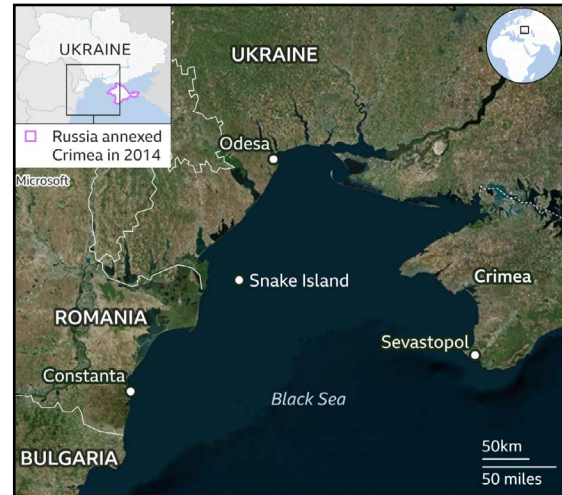 UKRAINE
Russia annexed
Crimea in 2014
Microsoft
UKRAINE
Odesa
Snake Island
Crimea
ROMANIA
Sevastopol
Constanta
Black Sea
BULGARIA
50km
50 miles